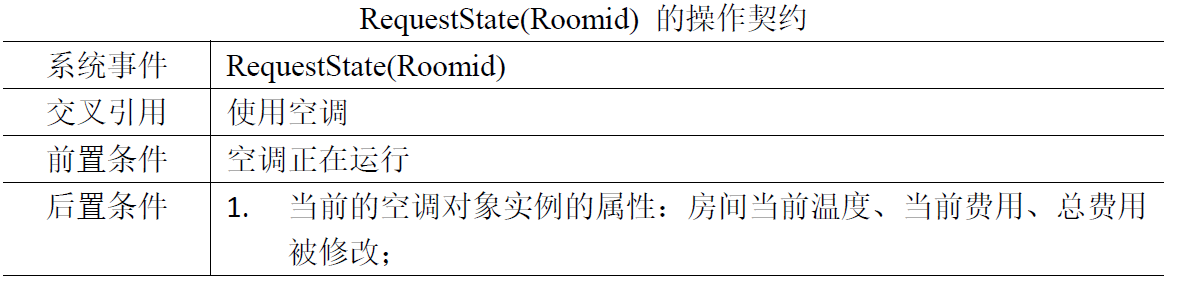 RequestState(Roomid) 的操作契约
系统事件 RequestState(Roomid)
交叉引用 使用空调
前置条件 空调正在运行
后置条件 1. 当前的空调对象实例的属性：房间当前温度、当前费用、总费用
被修改；